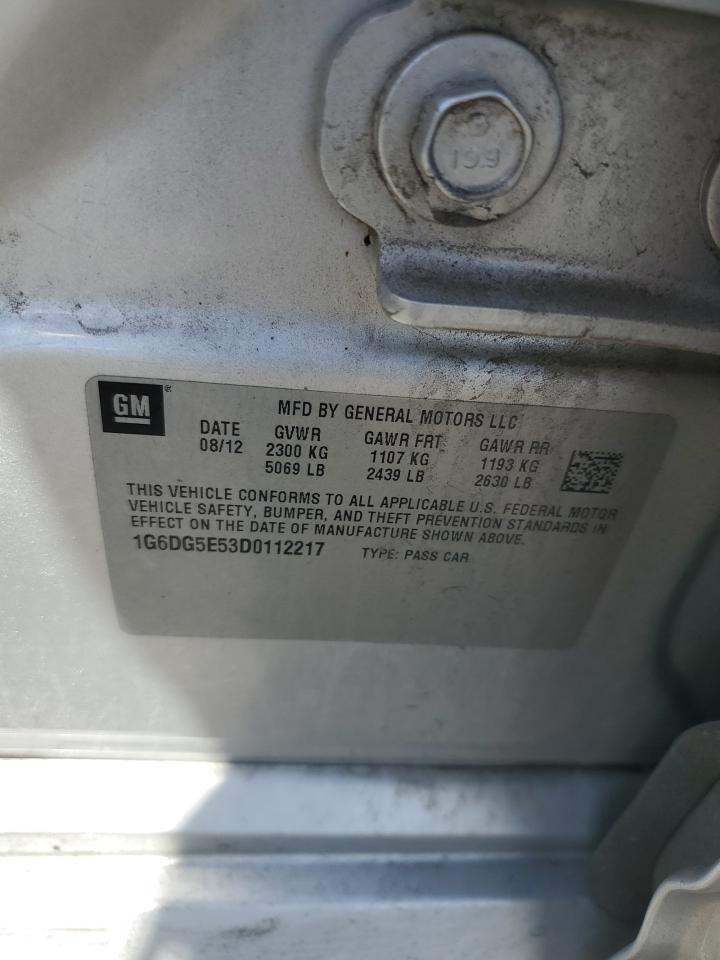 10.9
GM ®
MFD BY GENERAL MOTORS LLC
DATE GVWR GAWR FRT GAWR RR
08/12 2300 KG 1107 KG 1193 KG
5069 LB 2439 LB 2630 LB
THIS VEHICLE CONFORMS TO ALL APPLICABLE U.S. FEDERAL MOTOR
VEHICLE SAFETY, BUMPER, AND THEFT PREVENTION STANDARDS IN
EFFECT ON THE DATE OF MANUFACTURE SHOWN ABOVE.
1G6DG5E53D0112217 TYPE: PASS CAR